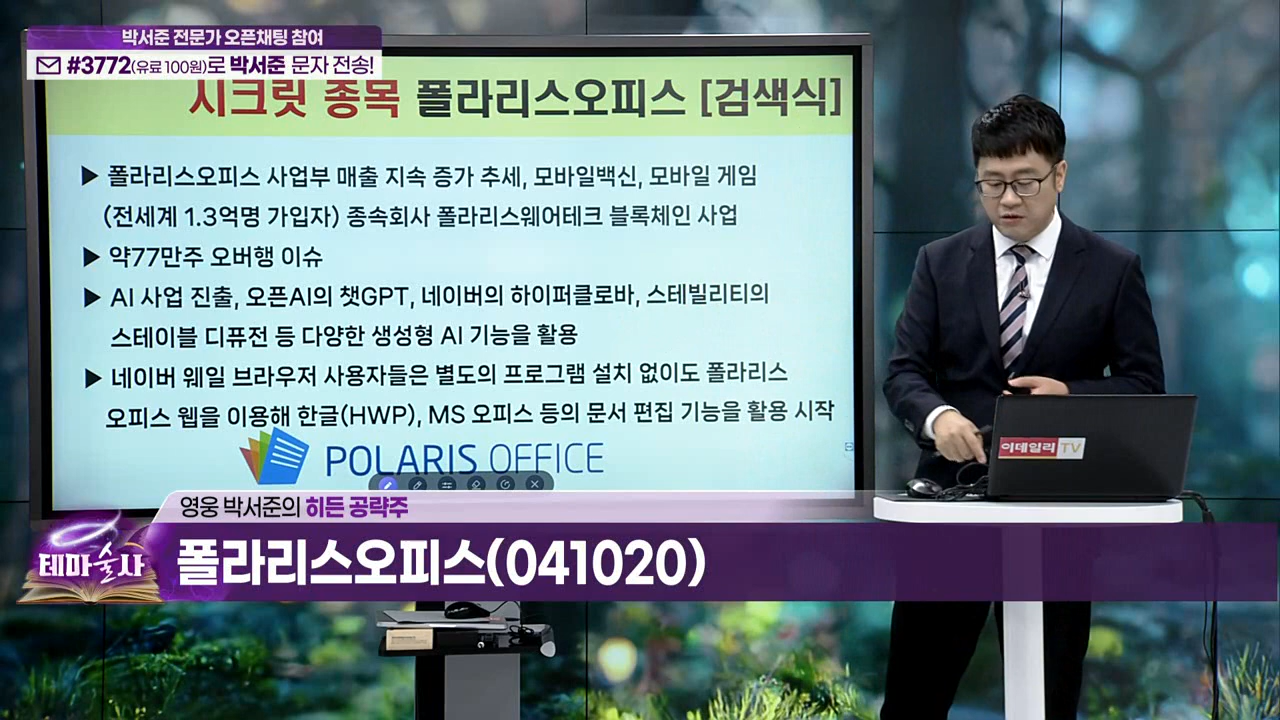 박서준 전문가 오픈채팅 참여
#3772(유료 100원)로 박서준 문자 전송!
시크릿 종목 폴라리스오피스 [검색식]
▶ 폴라리스오피스 사업부 매출 지속 증가 추세, 모바일백신, 모바일 게임
(전세계 1.3억명 가입자) 종속회사 폴라리스웨어테크 블록체인 사업
▶ 약77만주 오버행 이슈
▶ AI 사업 진출, 오픈AI의 챗GPT, 네이버의 하이퍼클로바, 스테빌리티의
스테이블 디퓨전 등 다양한 생성형 AI 기능을 활용
▶ 네이버 웨일 브라우저 사용자들은 별도의 프로그램 설치 없이도 폴라리스
오피스 웹을 이용해 한글(HWP), MS 오피스 등의 문서 편집 기능을 활용 시작
POLARIS OFFICE
이데일리 TV
영웅 박서준의 히든 공략주
테마술사
폴라리스오피스(041020)